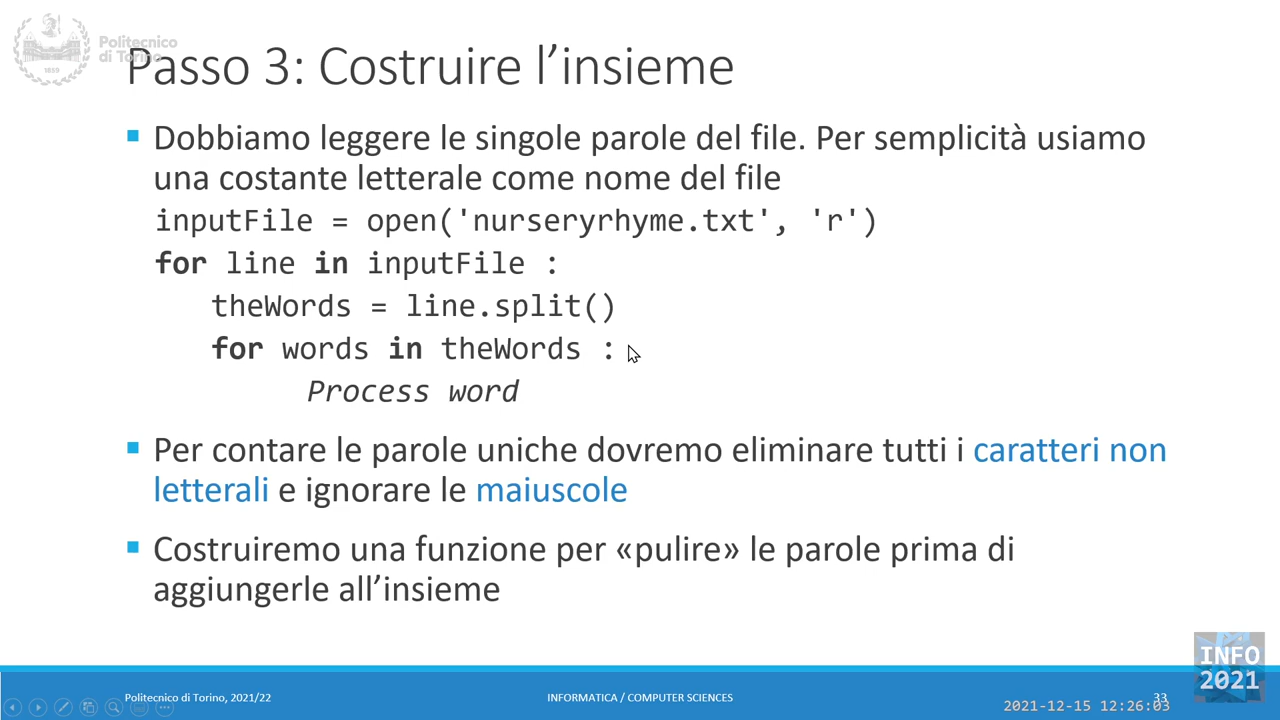 Politecnico
di Torino
1859
Passo 3: Costruire l’insieme
Dobbiamo leggere le singole parole del file. Per semplicità usiamo
una costante letterale come nome del file
inputFile = open('nurseryrhyme.txt', 'r')
for line in inputFile :
theWords = line.split()
for words in theWords :
Process word
Per contare le parole uniche dovremo eliminare tutti i caratteri non
letterali e ignorare le maiuscole
Costruiremo una funzione per «pulire» le parole prima di
aggiungerle all’insieme
INFO
2021
Politecnico di Torino, 2021/22
INFORMATICA / COMPUTER SCIENCES
33
2021-12-15 12:26:03